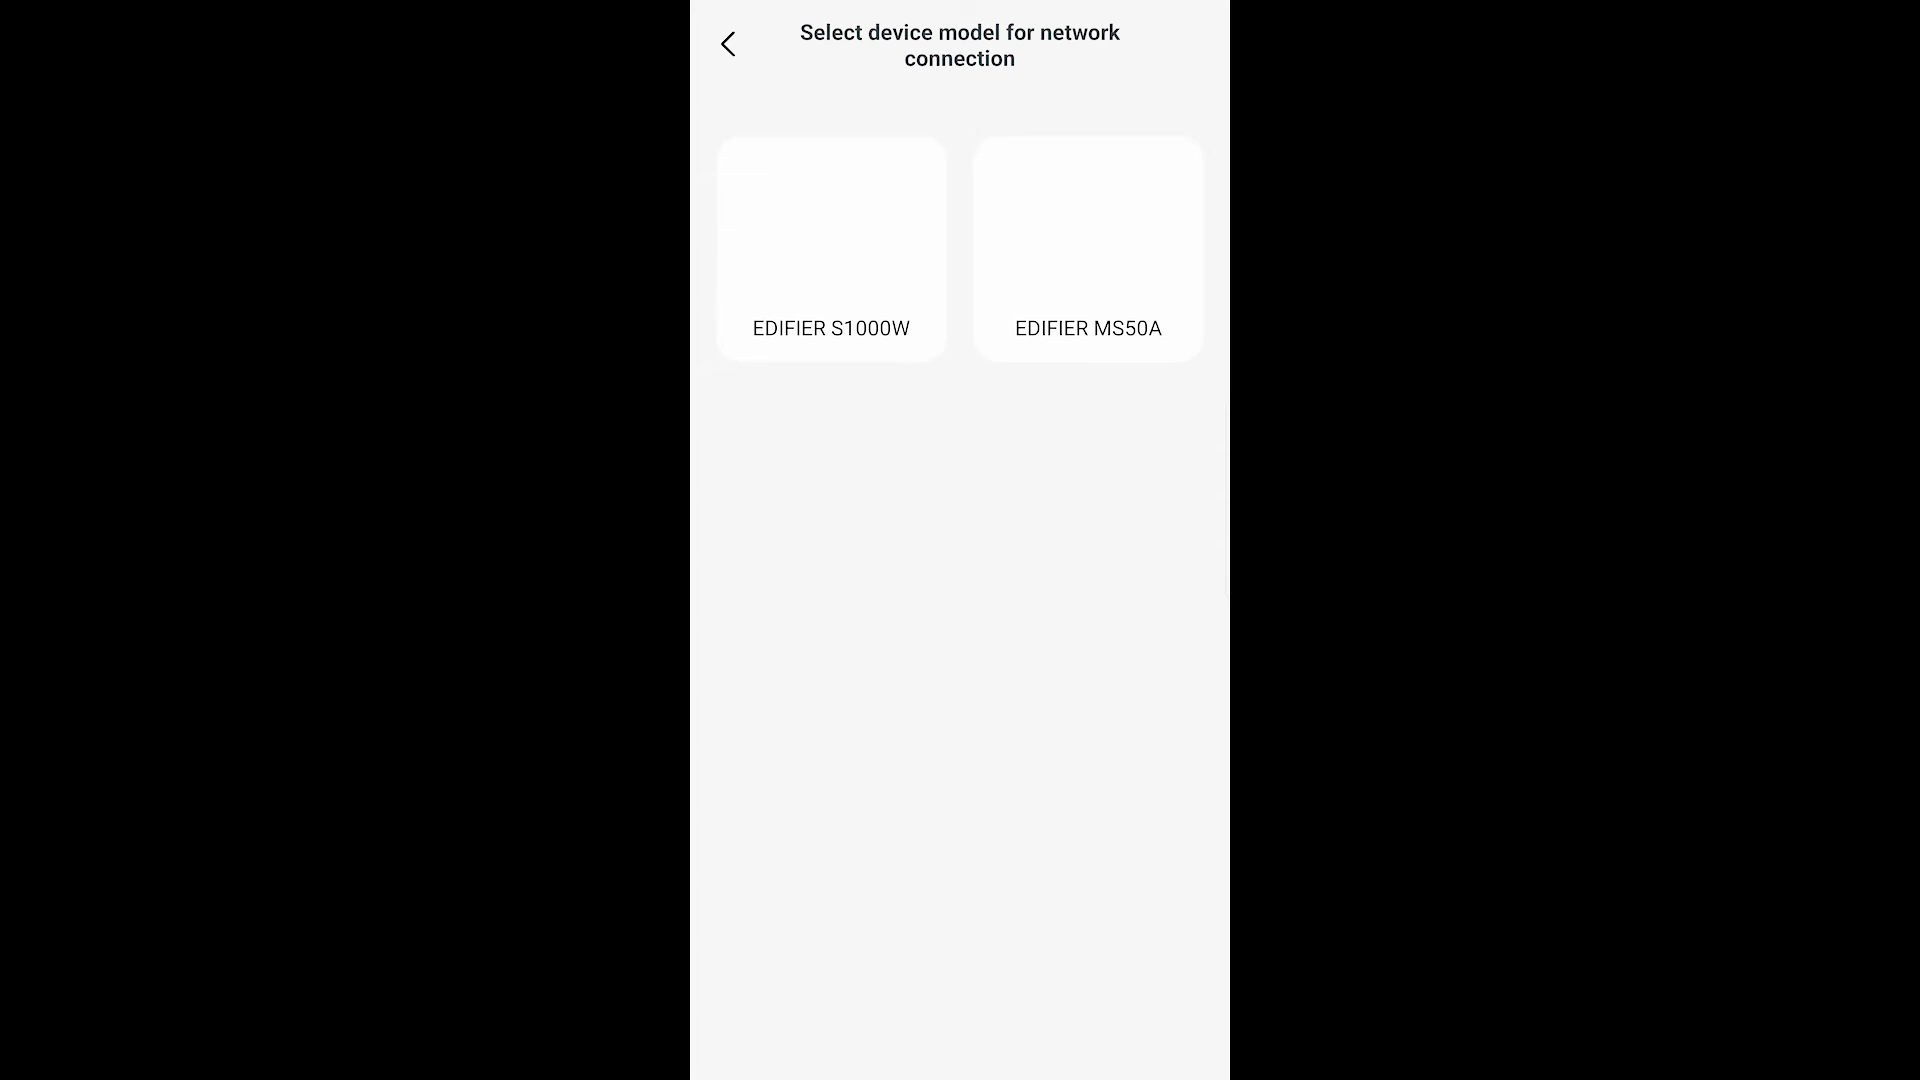 Select device model for network
connection
EDIFIER S1000W
EDIFIER MS50A